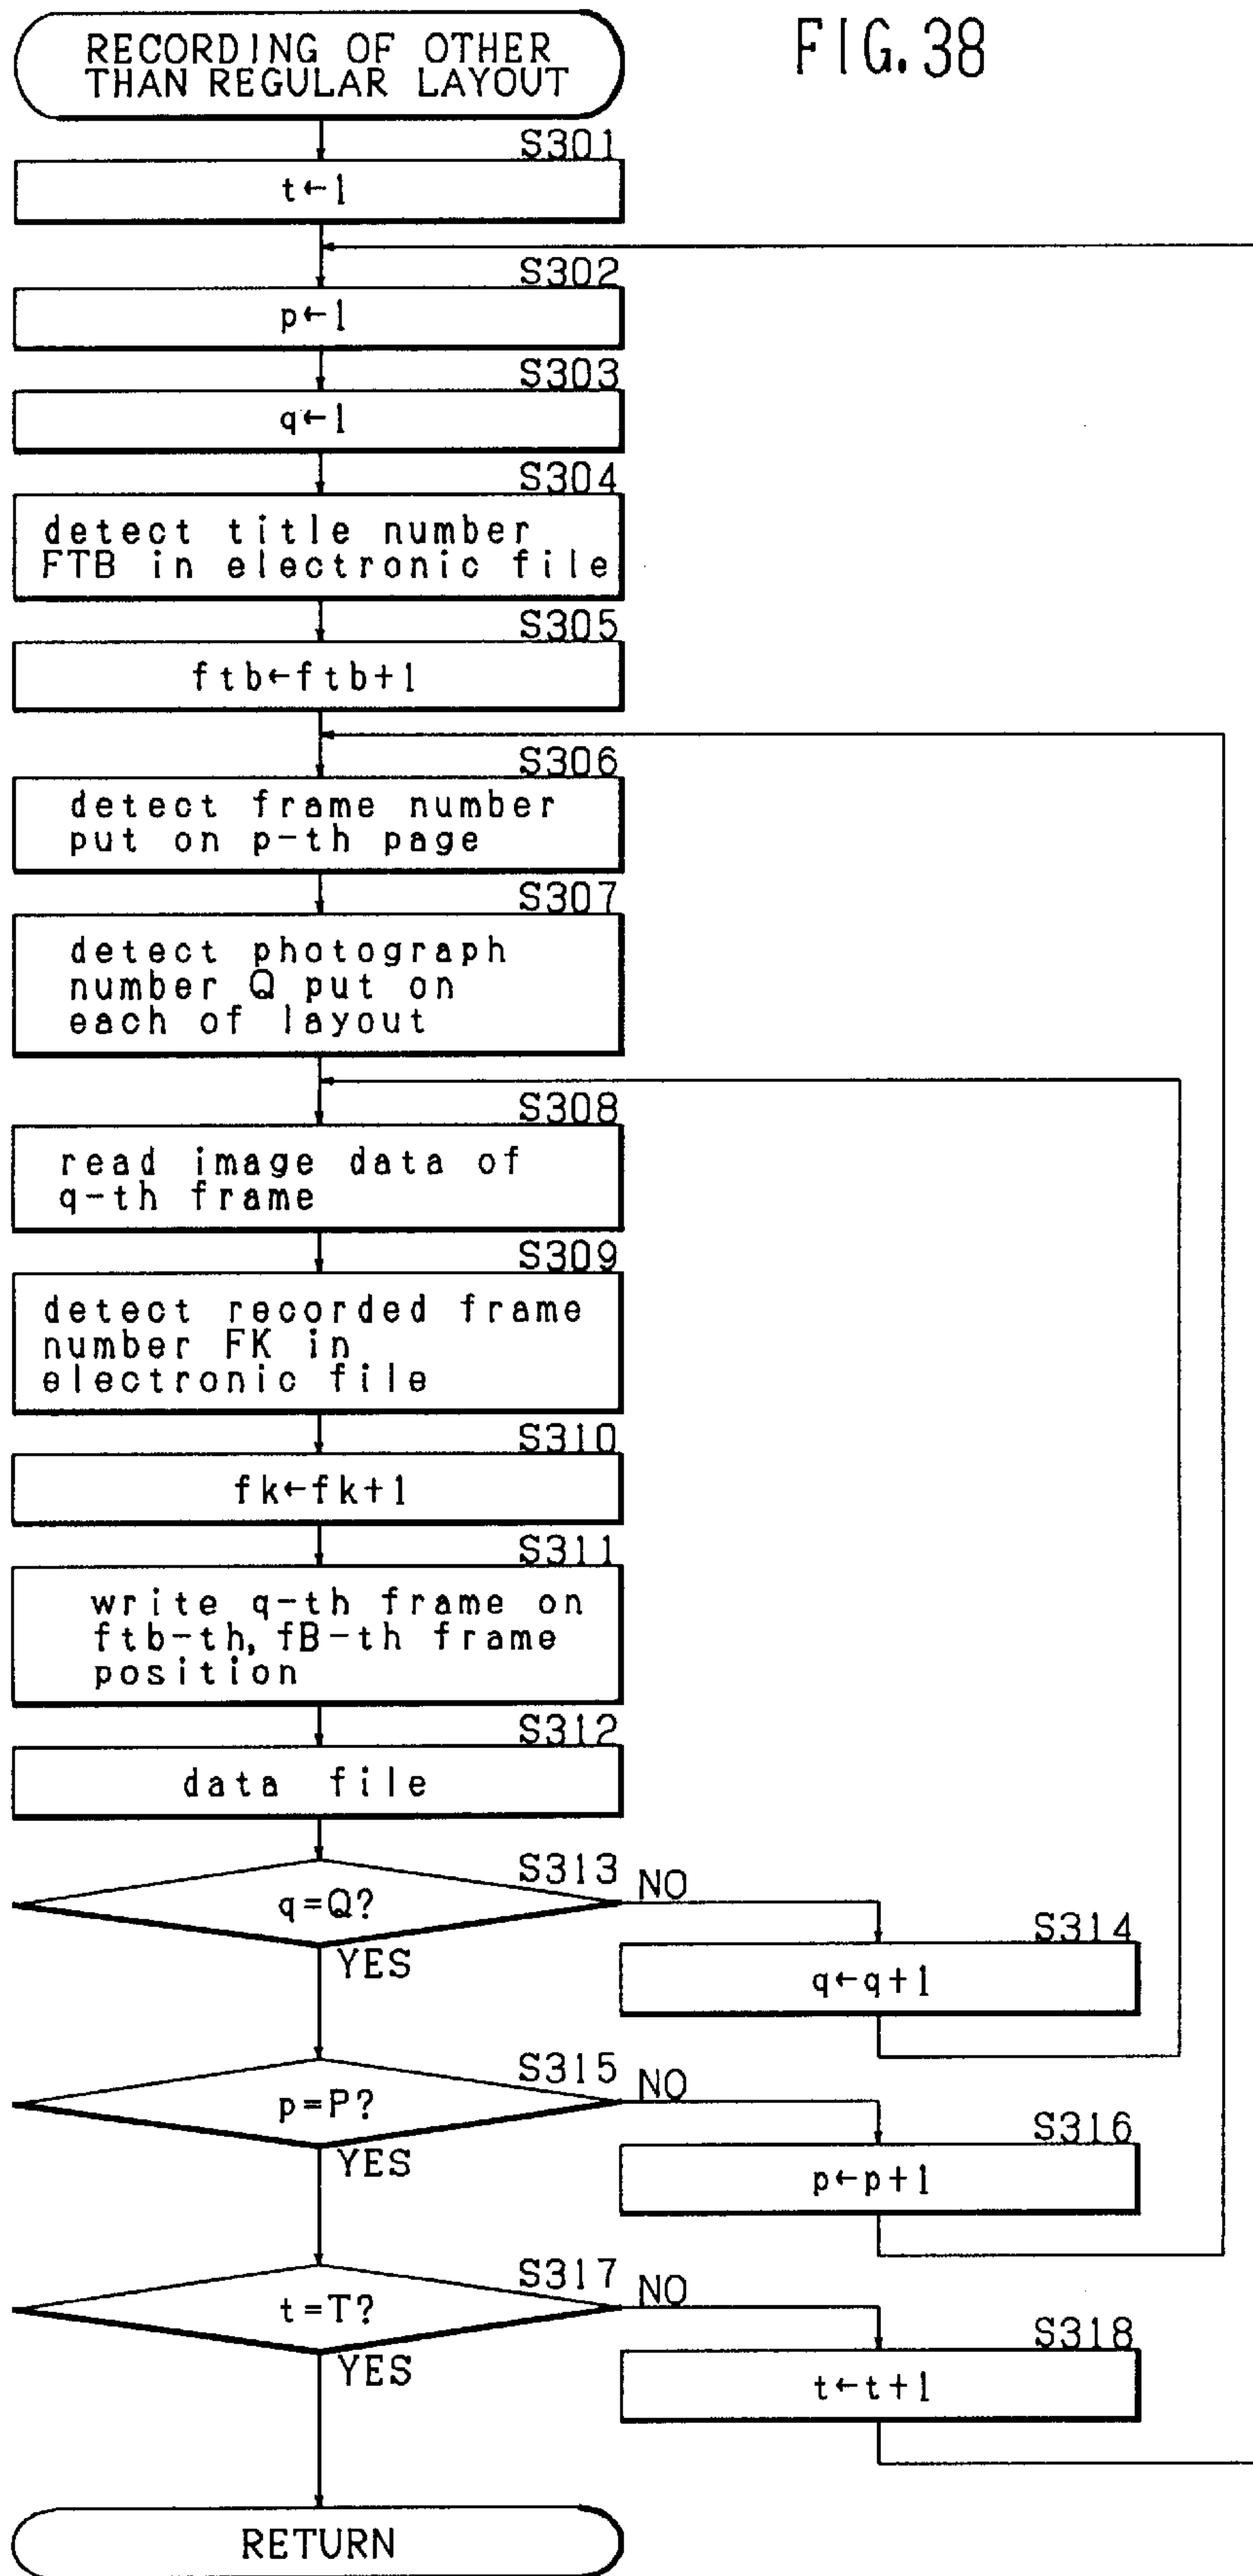 FIG.38
RECORDING OF OTHER
THAN REGULAR LAYOUT
S301
t←1
S302
p←1
S303
q←1
S304
detect title number
FTB in electronic file
S305
ftb←ftb+1
S306
detect frame number
put on p-th page
S307
detect photograph
number Q put on
each of layout
S308
read image data of
q-th frame
S309
detect recorded frame
number FK in
electronic file
S310
fk←fk+1
S311
write q-th frame on
ftb-th, fB-th frame
position
S312
data file
S313
q=Q?
NO
YES
S314
q←q+1
S315
p=P?
NO
YES
S316
p←p+1
S317
t=T?
NO
YES
S318
t←t+1
RETURN